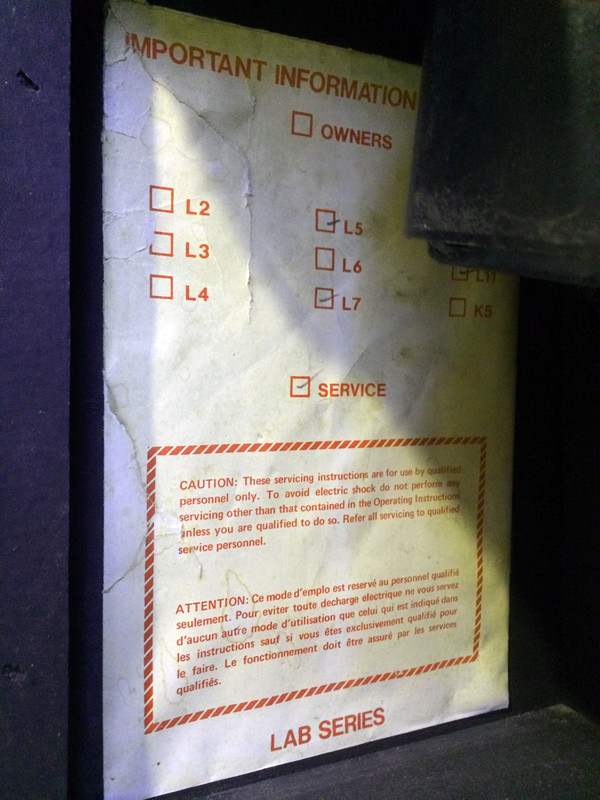 IMPORTANT INFORMATION
OWNERS
L2 L5
L3 L6 L11
L4 L7 K5
SERVICE
CAUTION: These servicing instructions are for use by qualified
personnel only. To avoid electric shock do not perform any
servicing other than that contained in the Operating Instructions
unless you are qualified to do so. Refer all servicing to qualified
service personnel.
ATTENTION: Ce mode d'emplo est reservé au personnel qualifié
seulement. Pour eviter toute decharge electrique ne vous servez
d'aucun autre mode d'utilisation que celui qui est indiqué dans
les instructions sauf si vous êtes exclusivement qualifié pour
le faire. Le fonctionnement doit être assuré par les services
qualifiés.
LAB SERIES